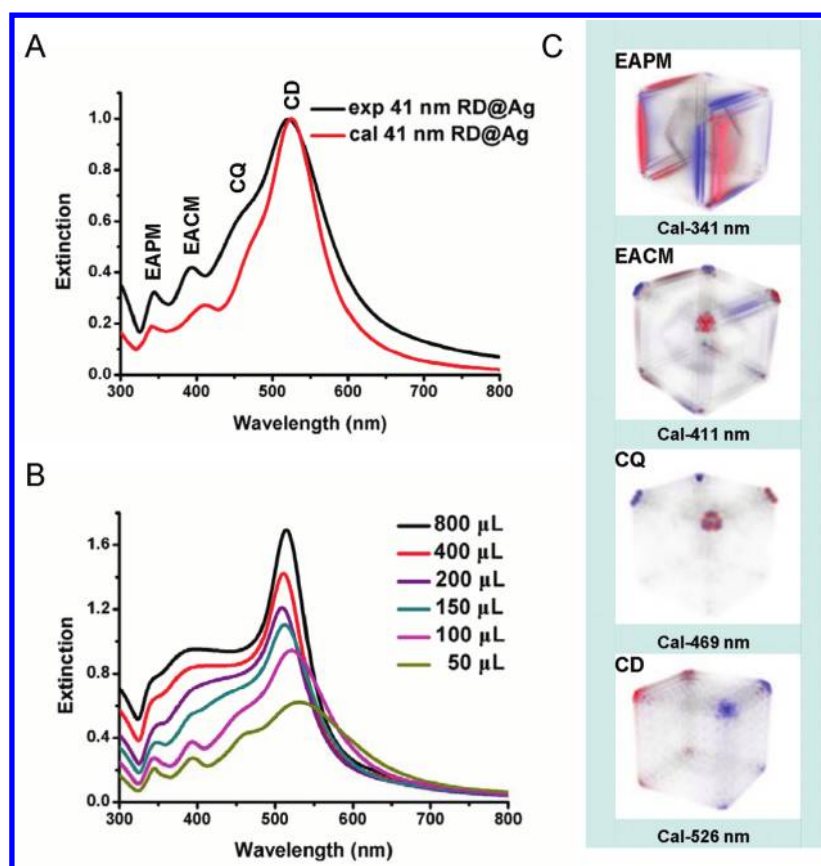 A
CD
exp 41 nm RD@Ag
cal 41 nm RD@Ag
CQ
EACM
EAPM
1.0
0.8
0.6
0.4
0.2
0.0
Extinction
300 400 500 600 700 800
Wavelength (nm)
B
800 µL
400 µL
200 µL
150 µL
100 µL
50 µL
1.6
1.2
0.8
0.4
0.0
Extinction
300 400 500 600 700 800
Wavelength (nm)
C
EAPM
Cal-341 nm
EACM
Cal-411 nm
CQ
Cal-469 nm
CD
Cal-526 nm